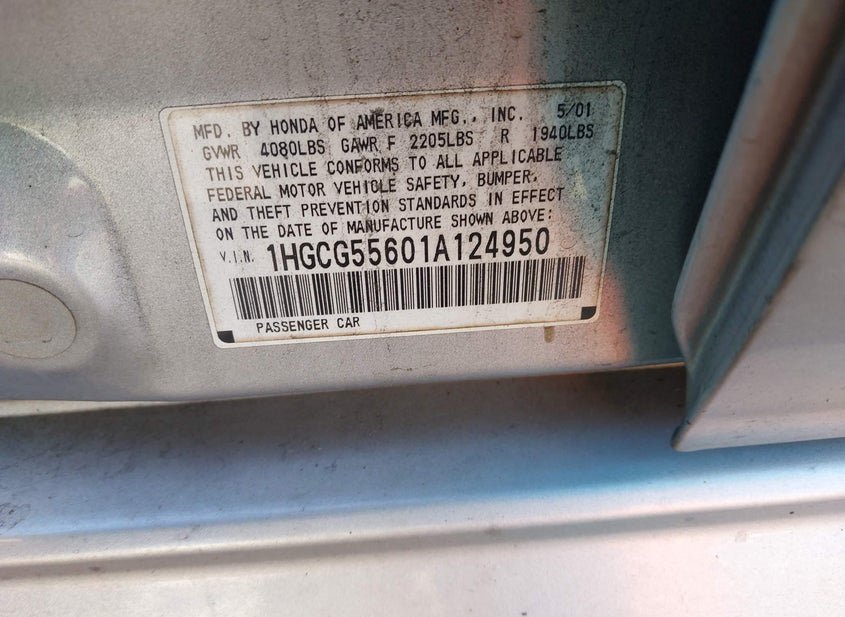 MFD. BY HONDA OF AMERICA MFG., INC. 5/01
GVWR 4080LBS GAWR F 2205LBS R 1940LBS
THIS VEHICLE CONFORMS TO ALL APPLICABLE
FEDERAL MOTOR VEHICLE SAFETY, BUMPER,
AND THEFT PREVENTION STANDARDS IN EFFECT
ON THE DATE OF MANUFACTURE SHOWN ABOVE:
V.I.N. 1HGCG55601A124950
PASSENGER CAR